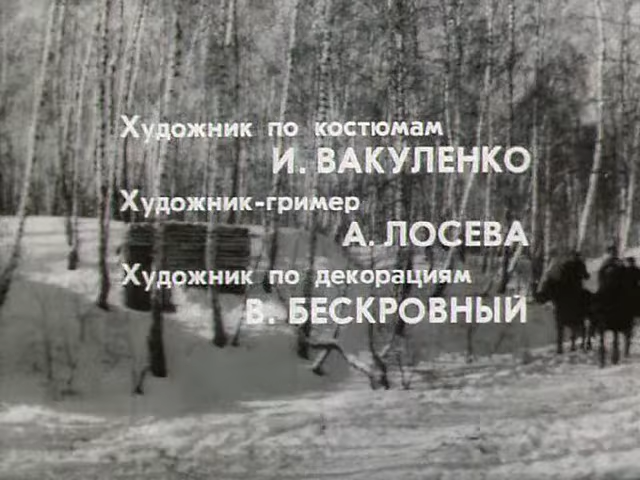 Художник по костюмам
И. ВАКУЛЕНКО
Художник-гример
А. ЛОСЕВА
Художник по декорациям
В. БЕСКРОВНЫЙ